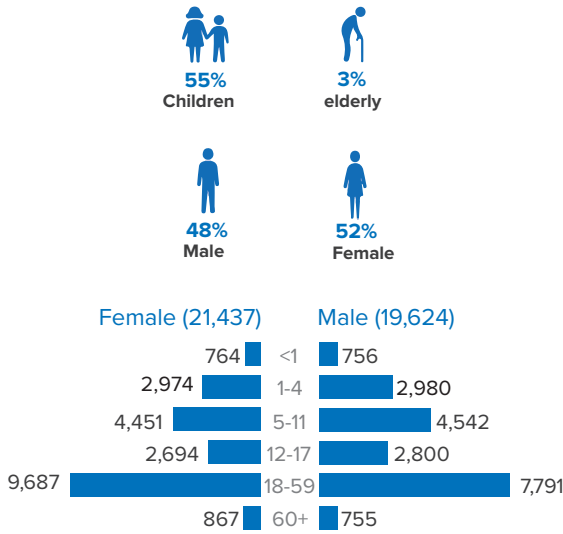 55%
Children
3%
elderly
48%
Male
52%
Female
Female (21,437) Male (19,624)
764 <1 756
2,974 1-4 2,980
4,451 5-11 4,542
2,694 12-17 2,800
9,687 18-59 7,791
867 60+ 755